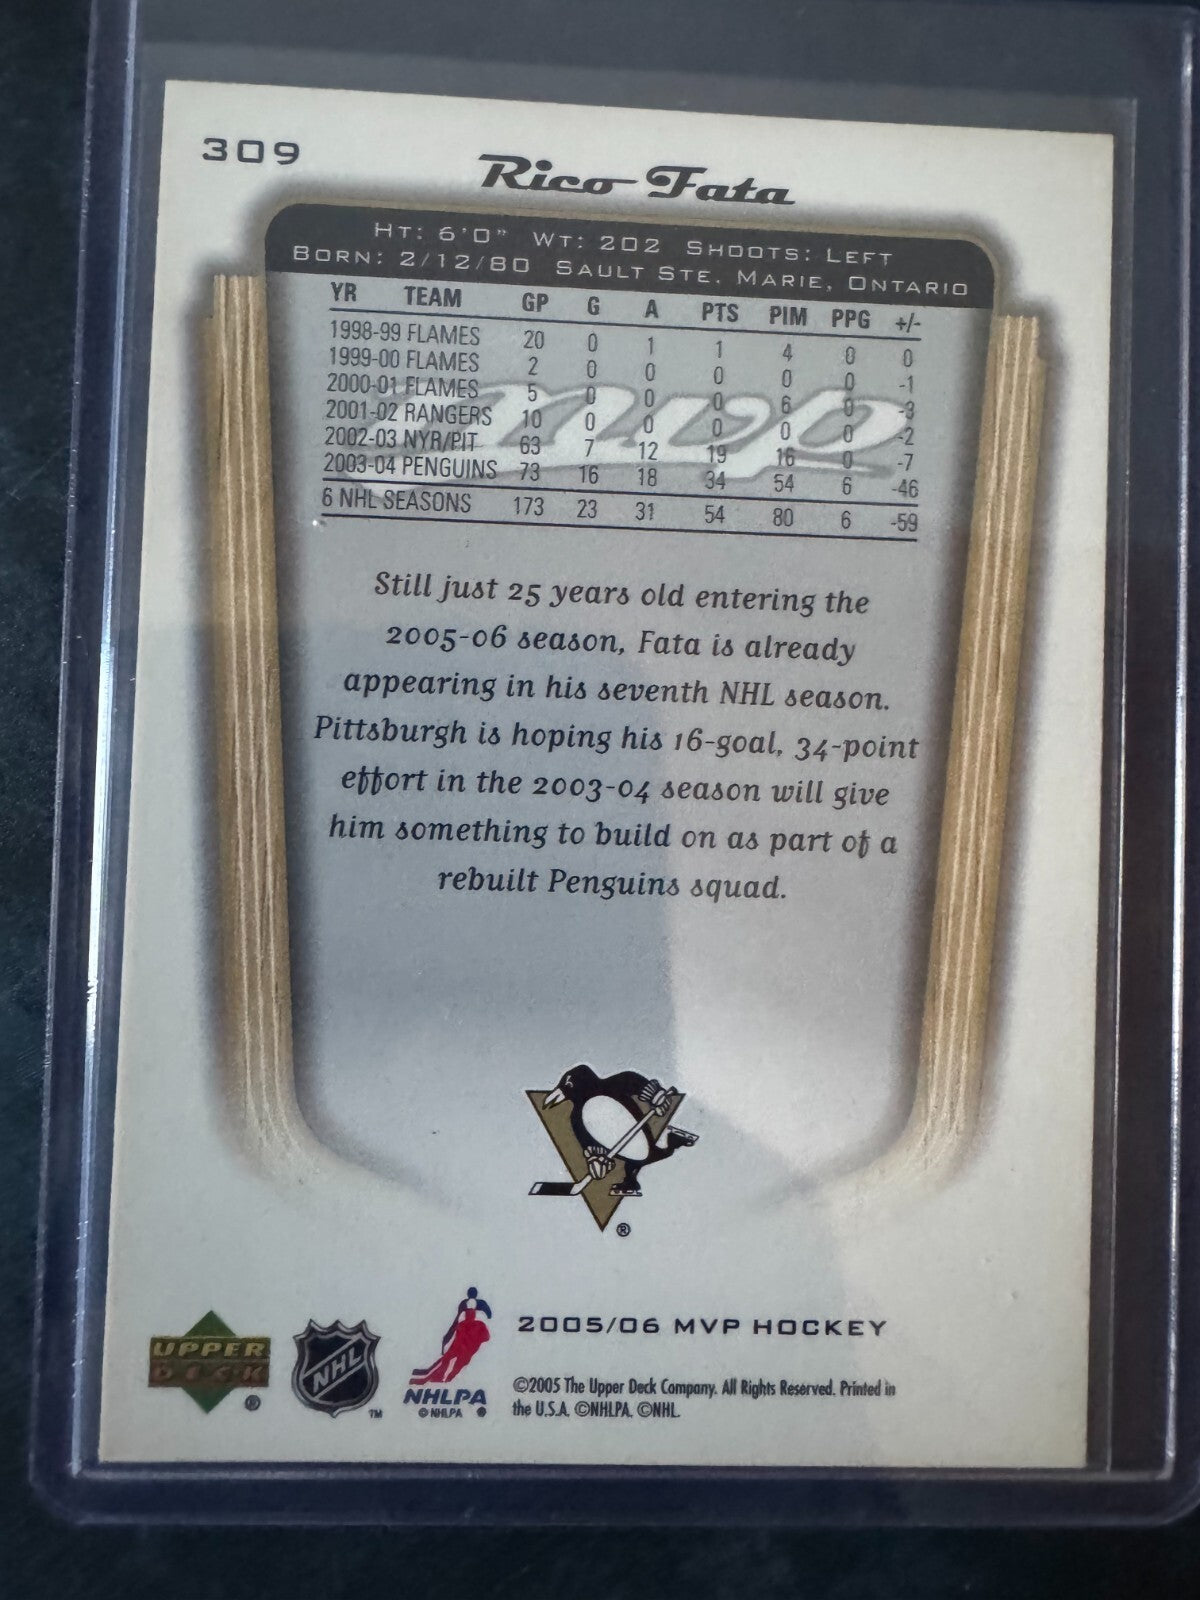 309
Rico Fata
HT: 6'0" WT: 202 SHOOTS: LEFT
BORN: 2/12/80 SAULT STE. MARIE, ONTARIO
YR TEAM GP G A PTS PIM PPG +/-
1998-99 FLAMES 20 0 1 1 4 0 0
1999-00 FLAMES 2 0 0 0 0 0 -1
2000-01 FLAMES 5 0 0 0 6 0 -3
2001-02 RANGERS 10 0 0 0 0 0 -2
2002-03 NYR/PIT 63 7 12 19 16 0 -7
2003-04 PENGUINS 73 16 18 34 54 6 -46
6 NHL SEASONS 173 23 31 54 80 6 -59
mvp
Still just 25 years old entering the
2005-06 season, Fata is already
appearing in his seventh NHL season.
Pittsburgh is hoping his 16-goal, 34-point
effort in the 2003-04 season will give
him something to build on as part of a
rebuilt Penguins squad.
®
UPPER
DECK ®
NHL
™
NHLPA
©NHLPA ®
2005/06 MVP HOCKEY
©2005 The Upper Deck Company. All Rights Reserved. Printed in
the U.S.A. ©NHLPA. ©NHL.